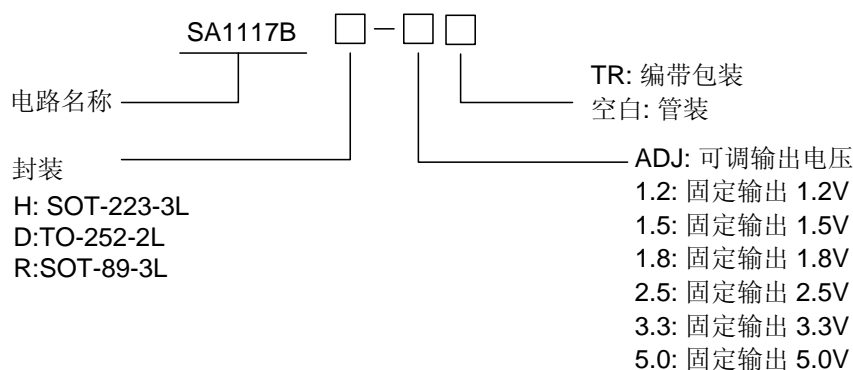 SA1117B □-□□
电路名称
封装
H: SOT-223-3L
D:TO-252-2L
R:SOT-89-3L
TR: 编带包装
空白: 管装
ADJ: 可调输出电压
1.2: 固定输出 1.2V
1.5: 固定输出 1.5V
1.8: 固定输出 1.8V
2.5: 固定输出 2.5V
3.3: 固定输出 3.3V
5.0: 固定输出 5.0V